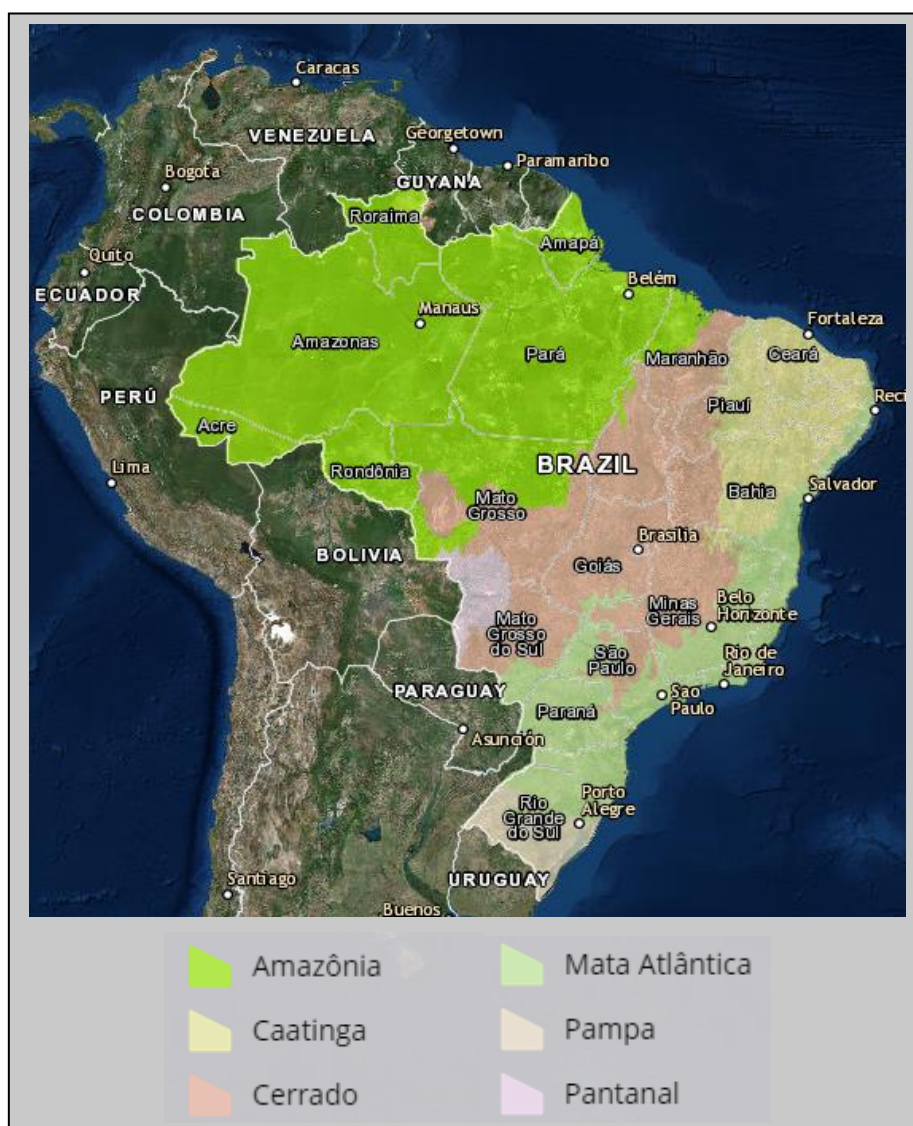 Caracas
VENEZUELA
Georgetown
Paramaribo
Bogota
GUYANA
COLOMBIA
Roraima
Amapá
Quito
ECUADOR
Belém
Manaus
Fortaleza
Amazonas
Pará
Maranhão
Ceará
PERÚ
Piauí
Reci
Acre
Lima
Rondônia
BRAZIL
Salvador
Bahia
Mato
Grosso
BOLIVIA
Brasília
Goiás
Minas
Gerais
Belo
Horizonte
Mato
Grosso
do Sul
São
Paulo
Rio de
Janeiro
PARAGUAY
Sao
Paulo
Paraná
Asunción
Rio
Grande
do Sul
Porto
Alegre
Santiago
URUGUAY
Buenos
Amazônia
Mata Atlântica
Caatinga
Pampa
Cerrado
Pantanal